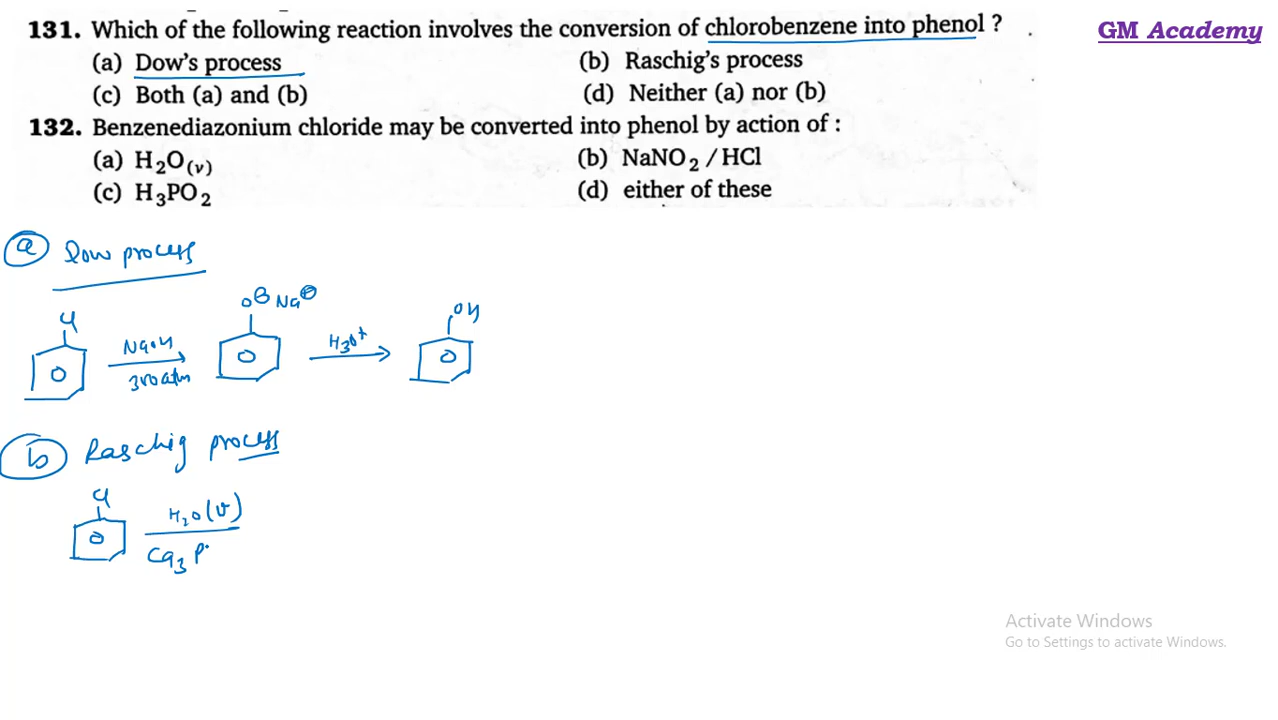 131. Which of the following reaction involves the conversion of chlorobenzene into phenol ?
GM Academy
(a) Dow's process (b) Raschig's process
(c) Both (a) and (b) (d) Neither (a) nor (b)
132. Benzenediazonium chloride may be converted into phenol by action of :
(a) H₂O(v) (b) NaNO₂ / HCl
(c) H₃PO₂ (d) either of these
(a) Dow process
O⊖ Na⊕
Cl OH
NaOH H₃O⁺
atm
(b) Raschig process
Cl H₂O(v)
Ca₃ P
Activate Windows
Go to Settings to activate Windows.